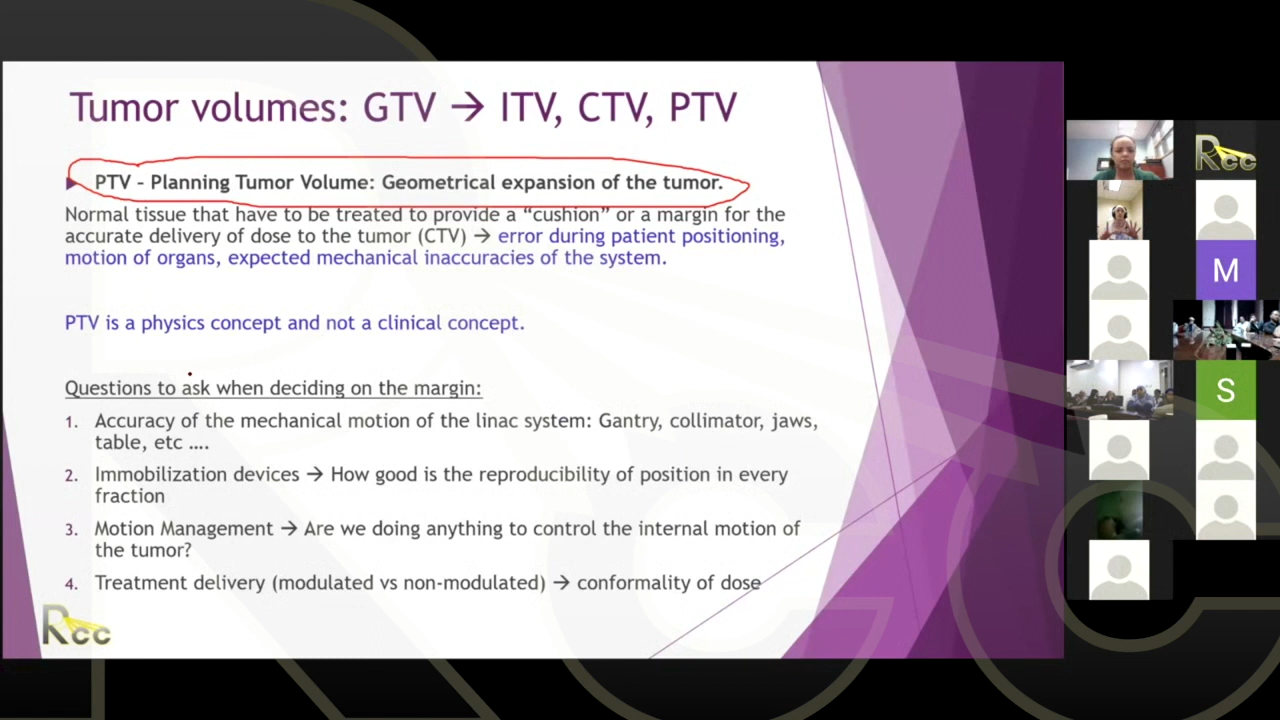 Tumor volumes: GTV → ITV, CTV, PTV
PTV - Planning Tumor Volume: Geometrical expansion of the tumor.
Normal tissue that have to be treated to provide a “cushion” or a margin for the
accurate delivery of dose to the tumor (CTV) → error during patient positioning,
motion of organs, expected mechanical inaccuracies of the system.
PTV is a physics concept and not a clinical concept.
Questions to ask when deciding on the margin:
1. Accuracy of the mechanical motion of the linac system: Gantry, collimator, jaws,
table, etc ....
2. Immobilization devices → How good is the reproducibility of position in every
fraction
3. Motion Management → Are we doing anything to control the internal motion of
the tumor?
4. Treatment delivery (modulated vs non-modulated) → conformality of dose
Rcc
Rcc
M
S